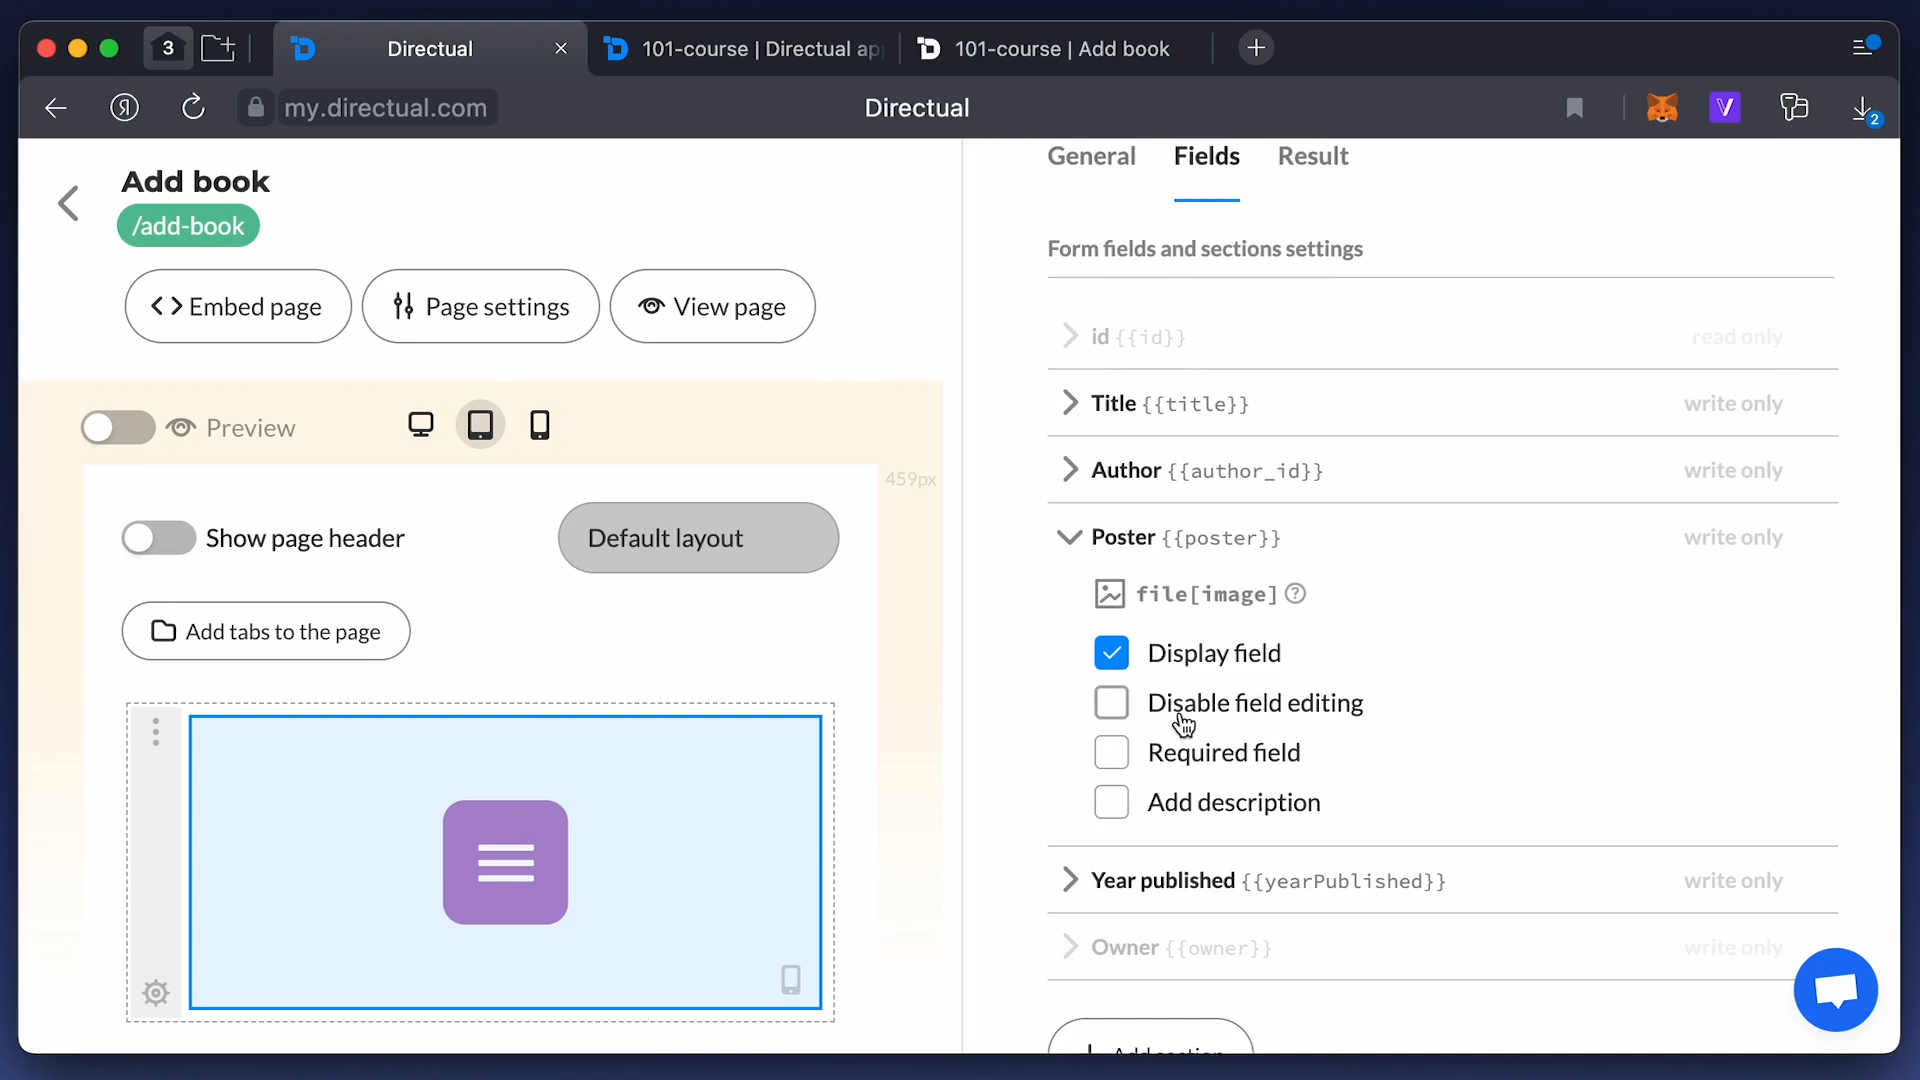 3
Directual
101-course | Directual ap
101-course | Add book
my.directual.com
Directual
2
Add book
/add-book
Embed page
Page settings
View page
Preview
459px
Show page header
Default layout
Add tabs to the page
General
Fields
Result
Form fields and sections settings
id {{id}}
read only
Title {{title}}
write only
Author {{author_id}}
write only
Poster {{poster}}
write only
file[image]
Display field
Disable field editing
Required field
Add description
Year published {{yearPublished}}
write only
Owner {{owner}}
write only
Add section